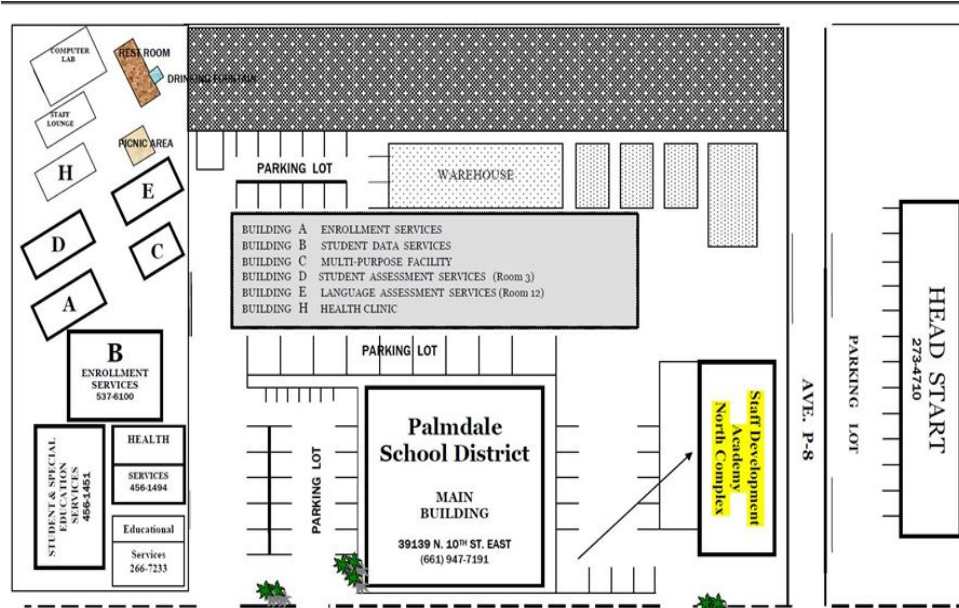 COMPUTER
LAB
REST ROOM
DRINKING FOUNTAIN
STAFF
LOUNGE
PICNIC AREA
H
E
D
C
A
B
ENROLLMENT
SERVICES
537-6100
STUDENT & SPECIAL
EDUCATION
SERVICES
456-1451
HEALTH
SERVICES
456-1494
Educational
Services
266-7233
PARKING LOT
WAREHOUSE
BUILDING A ENROLLMENT SERVICES
BUILDING B STUDENT DATA SERVICES
BUILDING C MULTI-PURPOSE FACILITY
BUILDING D STUDENT ASSESSMENT SERVICES (Room 3)
BUILDING E LANGUAGE ASSESSMENT SERVICES (Room 12)
BUILDING H HEALTH CLINIC
PARKING LOT
PARKING LOT
Palmdale
School District
MAIN
BUILDING
39139 N. 10TH ST. EAST
(661) 947-7191
Staff Development
Academy
North Complex
AVE. P-8
PARKING LOT
HEAD START
273-4710